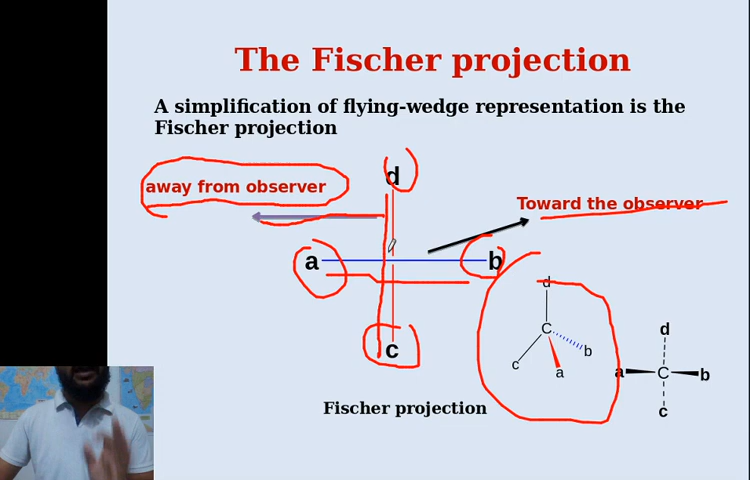 The Fischer projection
A simplification of flying-wedge representation is the
Fischer projection
d
away from observer
Toward the observer
a
b
d
C
b
c
a
c
d
a
C
b
c
Fischer projection